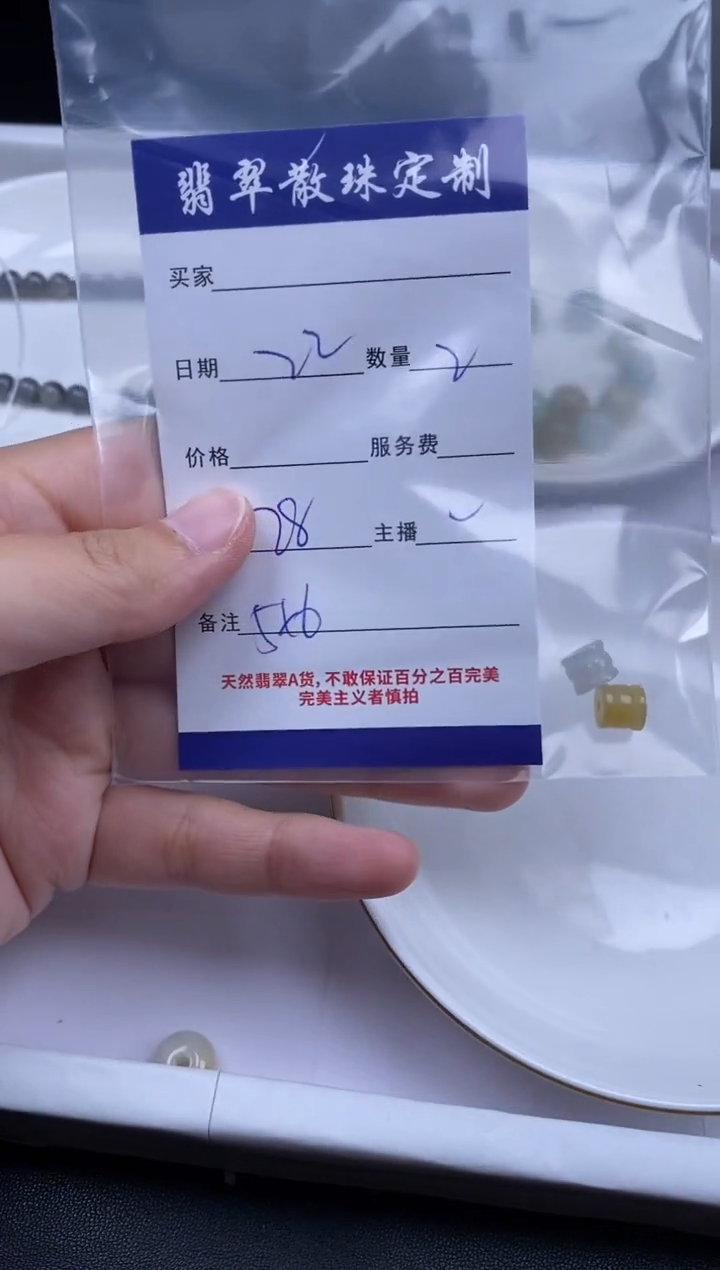 翡翠散珠定制
买家
日期 22 数量 2
价格 服务费
28 主播
备注 5x6
天然翡翠A货,不敢保证百分之百完美
完美主义者慎拍